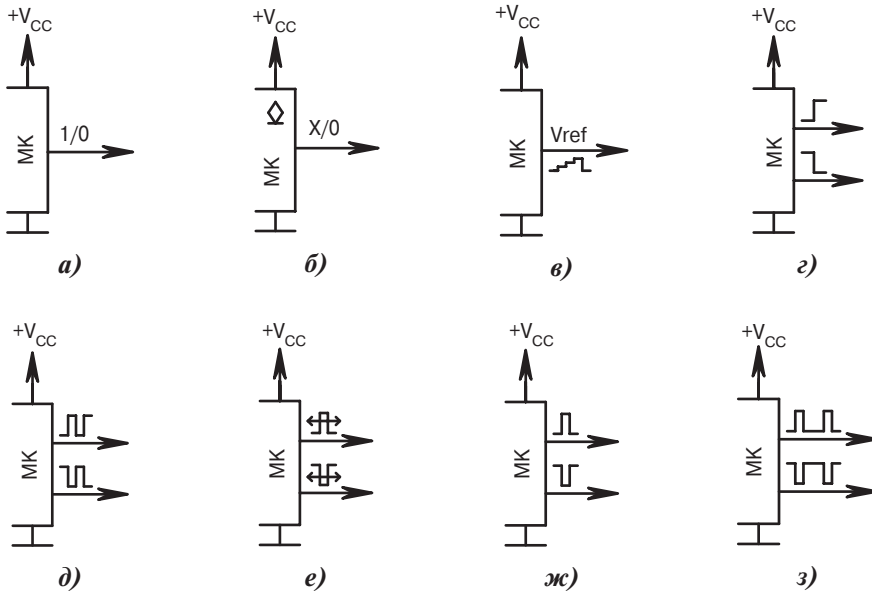 +VCC
+VCC
+VCC
+VCC
МК
1/0
МК
X/0
МК
Vref
МК
а)
б)
в)
г)
+VCC
+VCC
+VCC
+VCC
МК
МК
МК
МК
д)
е)
ж)
з)